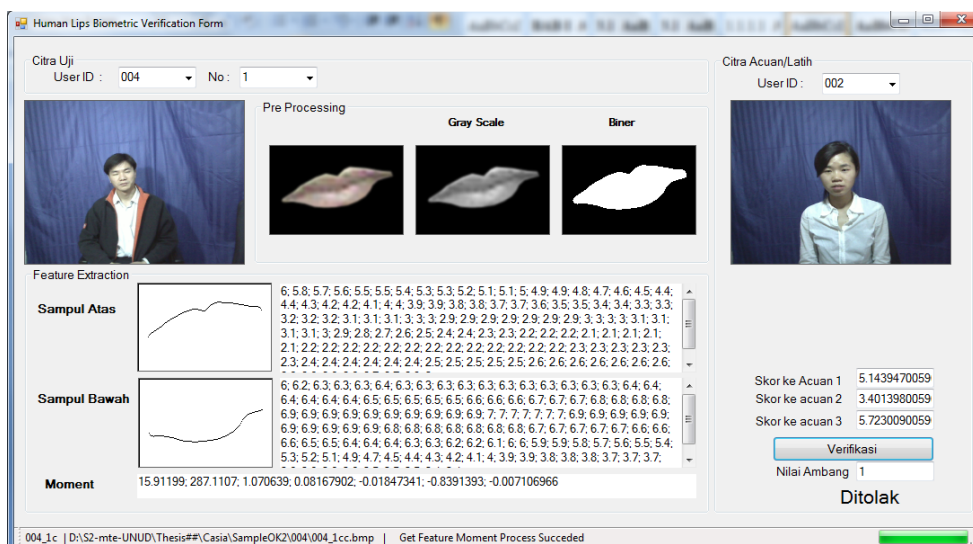 Human Lips Biometric Verification Form
Citra Uji
User ID : 004 No : 1
Citra Acuan/Latih
User ID : 002
Pre Processing
Gray Scale
Biner
Feature Extraction
Sampul Atas
6; 5.8; 5.7; 5.6; 5.5; 5.5; 5.4; 5.3; 5.3; 5.2; 5.1; 5.1; 5; 4.9; 4.9; 4.8; 4.7; 4.6; 4.5; 4.4;
4.4; 4.3; 4.2; 4.2; 4.1; 4; 4; 3.9; 3.9; 3.8; 3.8; 3.7; 3.7; 3.6; 3.5; 3.5; 3.4; 3.4; 3.3; 3.3;
3.2; 3.2; 3.2; 3.1; 3.1; 3.1; 3; 3; 3; 2.9; 2.9; 2.9; 2.9; 2.9; 2.9; 2.9; 3; 3; 3; 3.1; 3.1;
3.1; 3.1; 3; 2.9; 2.8; 2.7; 2.6; 2.5; 2.4; 2.4; 2.3; 2.3; 2.2; 2.2; 2.2; 2.1; 2.1; 2.1; 2.1;
2.1; 2.2; 2.2; 2.2; 2.2; 2.2; 2.2; 2.2; 2.2; 2.2; 2.2; 2.2; 2.2; 2.2; 2.3; 2.3; 2.3; 2.3; 2.3;
2.3; 2.4; 2.4; 2.4; 2.4; 2.4; 2.4; 2.5; 2.5; 2.5; 2.5; 2.5; 2.6; 2.6; 2.6; 2.6; 2.6; 2.6;
Sampul Bawah
6; 6.2; 6.3; 6.3; 6.3; 6.4; 6.3; 6.3; 6.3; 6.3; 6.3; 6.3; 6.3; 6.3; 6.3; 6.3; 6.3; 6.4; 6.4;
6.4; 6.4; 6.4; 6.4; 6.5; 6.5; 6.5; 6.5; 6.6; 6.6; 6.6; 6.7; 6.7; 6.7; 6.8; 6.8; 6.8; 6.8;
6.9; 6.9; 6.9; 6.9; 6.9; 6.9; 6.9; 6.9; 6.9; 7; 7; 7; 7; 7; 7; 6.9; 6.9; 6.9; 6.9; 6.9;
6.9; 6.9; 6.9; 6.9; 6.9; 6.8; 6.8; 6.8; 6.8; 6.8; 6.8; 6.8; 6.7; 6.7; 6.7; 6.7; 6.7; 6.6; 6.6;
6.6; 6.5; 6.5; 6.4; 6.4; 6.4; 6.3; 6.3; 6.2; 6.2; 6.1; 6; 6; 5.9; 5.9; 5.8; 5.7; 5.6; 5.5; 5.4;
5.3; 5.2; 5.1; 4.9; 4.7; 4.5; 4.4; 4.3; 4.2; 4.1; 4; 3.9; 3.9; 3.8; 3.8; 3.8; 3.7; 3.7; 3.7;
Moment
15.91199; 287.1107; 1.070639; 0.08167902; -0.01847341; -0.8391393; -0.007106966
Skor ke Acuan 1 5.1439470059
Skor ke acuan 2 3.4013980059
Skor ke acuan 3 5.7230090059
Verifikasi
Nilai Ambang 1
Ditolak
004_1c | D:\S2-mte-UNUD\Thesis##\Casia\SampleOK2\004\004_1cc.bmp | Get Feature Moment Process Succeded